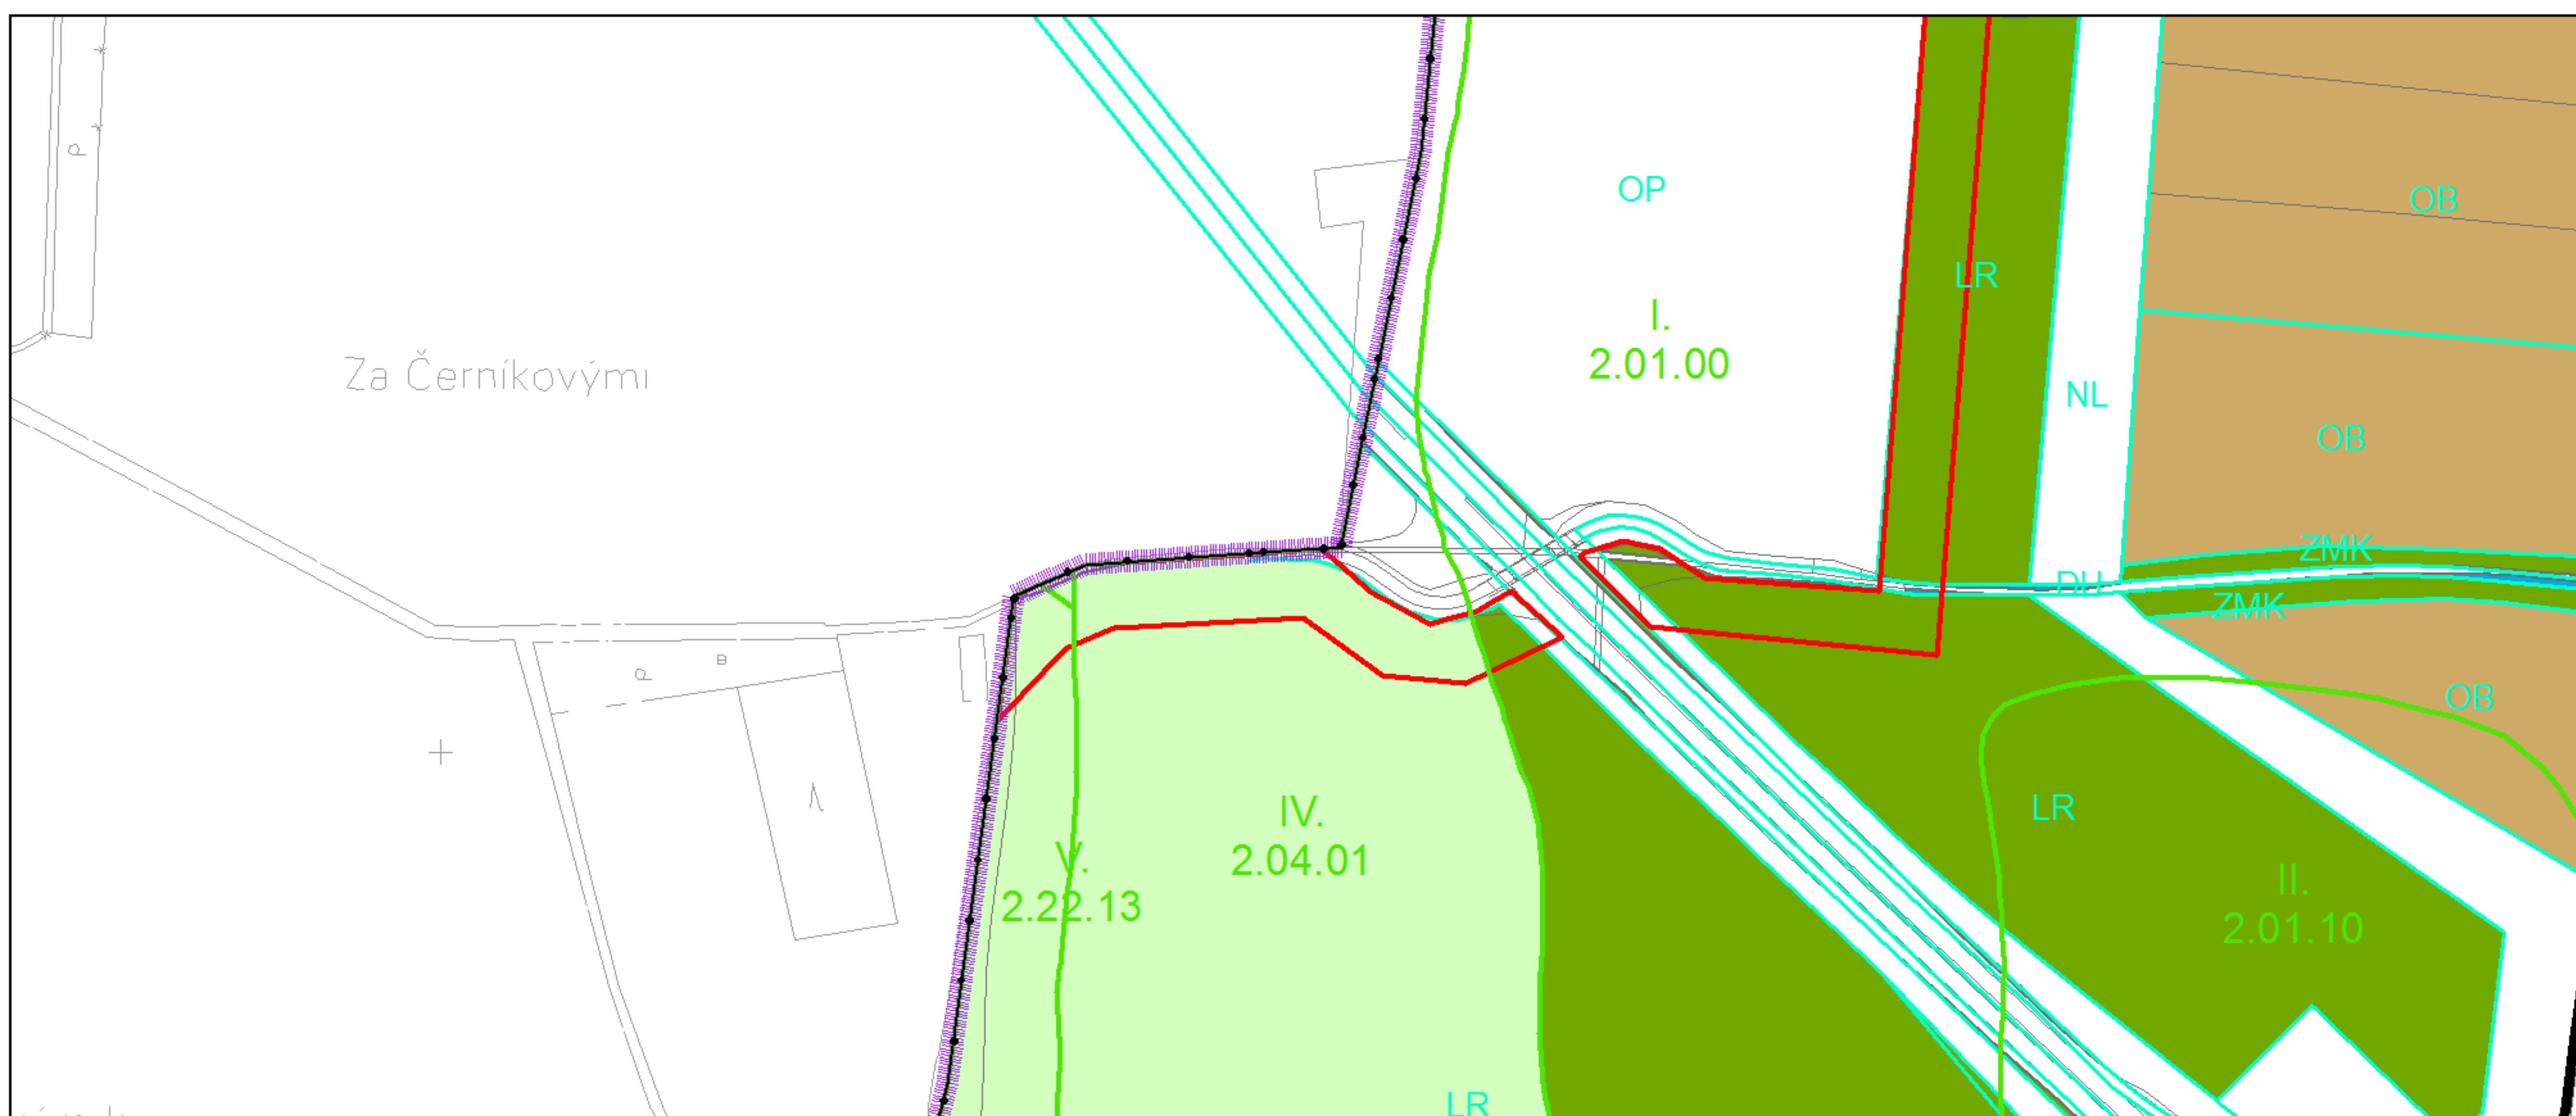 OP
OB
LR
I.
2.01.00
Za Černíkovými
NL
OB
ZMK
DU
ZMK
OB
IV.
2.04.01
LR
V.
2.22.13
II.
2.01.10
LR